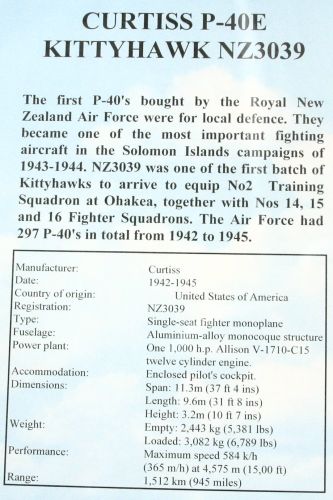 CURTISS P-40E
KITTYHAWK NZ3039
The first P-40's bought by the Royal New
Zealand Air Force were for local defence. They
became one of the most important fighting
aircraft in the Solomon Islands campaigns of
1943-1944. NZ3039 was one of the first batch of
Kittyhawks to arrive to equip No2 Training
Squadron at Ohakea, together with Nos 14, 15
and 16 Fighter Squadrons. The Air Force had
297 P-40's in total from 1942 to 1945.
Manufacturer: Curtiss
Date: 1942-1945
Country of origin: United States of America
Registration: NZ3039
Type: Single-seat fighter monoplane
Fuselage: Aluminium-alloy monocoque structure
Power plant: One 1,000 h.p. Allison V-1710-C15
twelve cylinder engine.
Accommodation: Enclosed pilot's cockpit.
Dimensions: Span: 11.3m (37 ft 4 ins)
Length: 9.6m (31 ft 8 ins)
Height: 3.2m (10 ft 7 ins)
Weight: Empty: 2,443 kg (5,381 lbs)
Loaded: 3,082 kg (6,789 lbs)
Performance: Maximum speed 584 k/h
(365 m/h) at 4,575 m (15,00 ft)
Range: 1,512 km (945 miles)